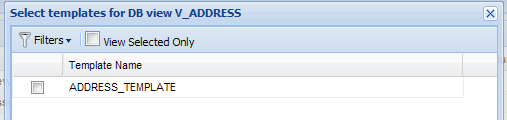 Select templates for DB view V_ADDRESS
Filters View Selected Only
Template Name
ADDRESS_TEMPLATE